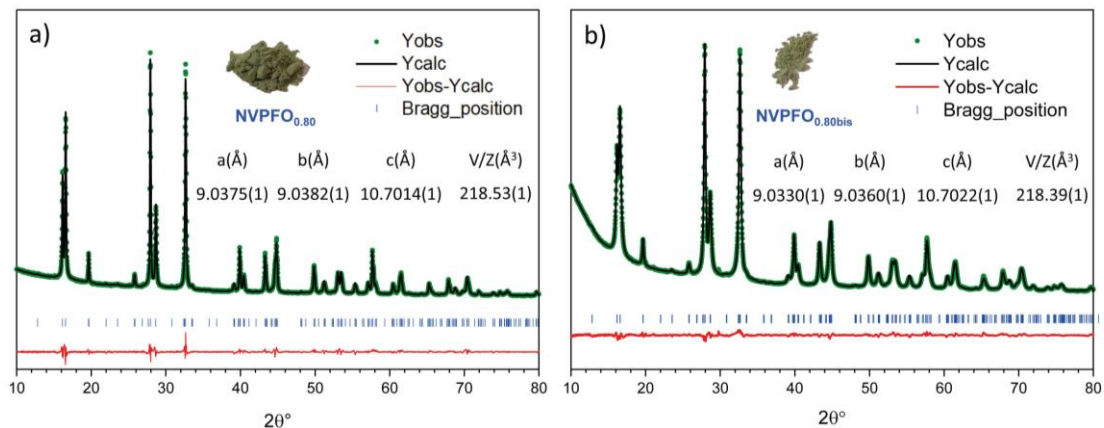 a)
Yobs
Ycalc
Yobs-Ycalc
Bragg_position
NVPFO0.80
a(Å) b(Å) c(Å) V/Z(Å³)
9.0375(1) 9.0382(1) 10.7014(1) 218.53(1)
10 20 30 40 50 60 70 80
2θ°
b)
Yobs
Ycalc
Yobs-Ycalc
Bragg_position
NVPFO0.80bis
a(Å) b(Å) c(Å) V/Z(Å³)
9.0330(1) 9.0360(1) 10.7022(1) 218.39(1)
10 20 30 40 50 60 70 80
2θ°